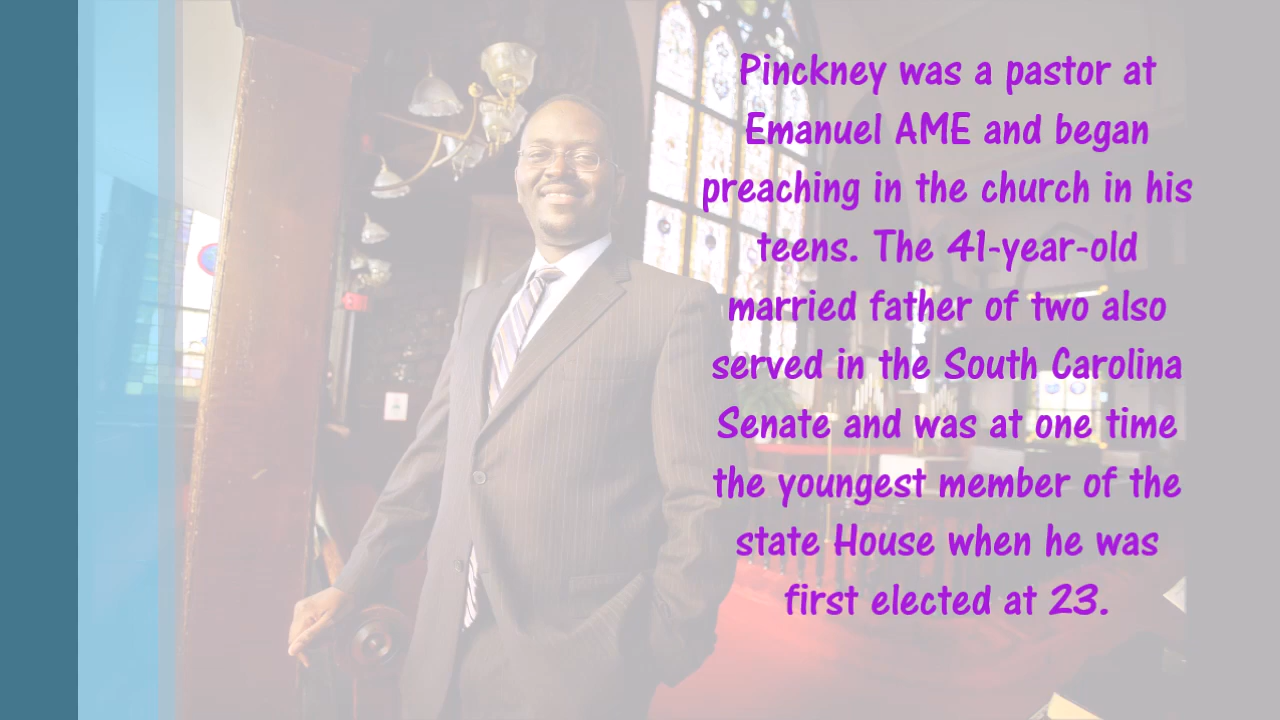 Pinckney was a pastor at
Emanuel AME and began
preaching in the church in his
teens. The 41-year-old
married father of two also
served in the South Carolina
Senate and was at one time
the youngest member of the
state House when he was
first elected at 23.